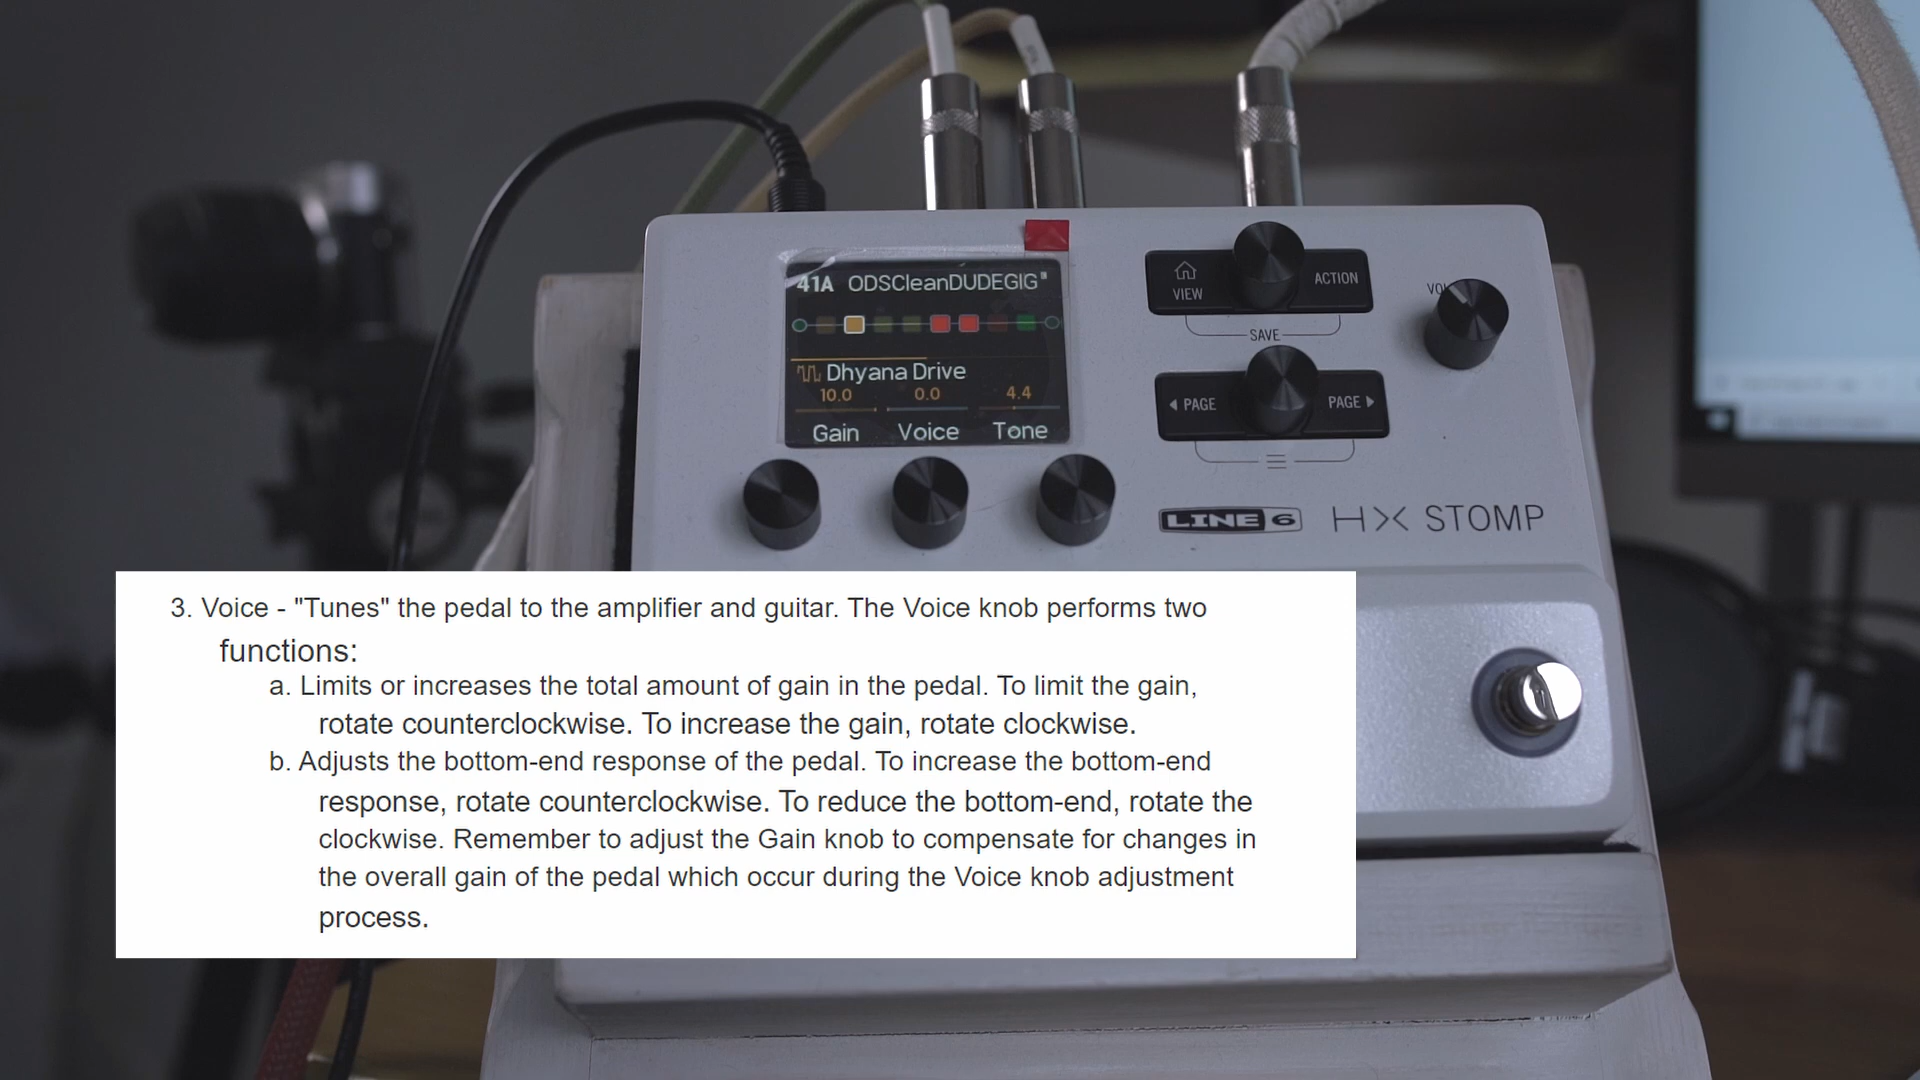 41A ODSCleanDUDEGIG
Dhyana Drive
10.0 0.0 4.4
Gain Voice Tone
VIEW
ACTION
SAVE
PAGE
PAGE
LINE 6 HX STOMP
3. Voice - "Tunes" the pedal to the amplifier and guitar. The Voice knob performs two
functions:
a. Limits or increases the total amount of gain in the pedal. To limit the gain,
rotate counterclockwise. To increase the gain, rotate clockwise.
b. Adjusts the bottom-end response of the pedal. To increase the bottom-end
response, rotate counterclockwise. To reduce the bottom-end, rotate the
clockwise. Remember to adjust the Gain knob to compensate for changes in
the overall gain of the pedal which occur during the Voice knob adjustment
process.